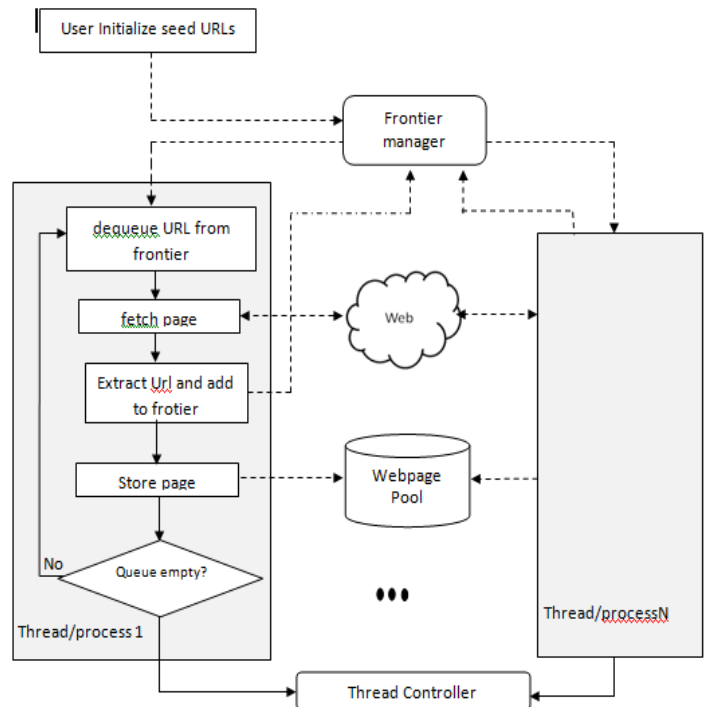 User Initialize seed URLs
Frontier
manager
dequeue URL from
frontier
fetch page
Web
Extract Url and add
to frotier
Webpage
Pool
Store page
No
Queue empty?
Thread/process 1
Thread/processN
Thread Controller